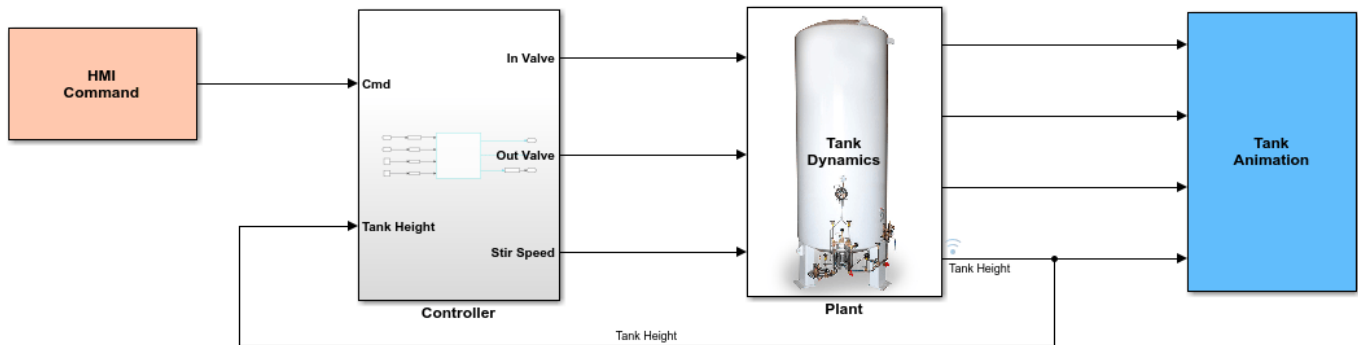 HMI
Command
Cmd
Tank Height
In Valve
Out Valve
Stir Speed
Controller
Tank
Dynamics
Plant
Tank Height
Tank
Animation
Tank Height